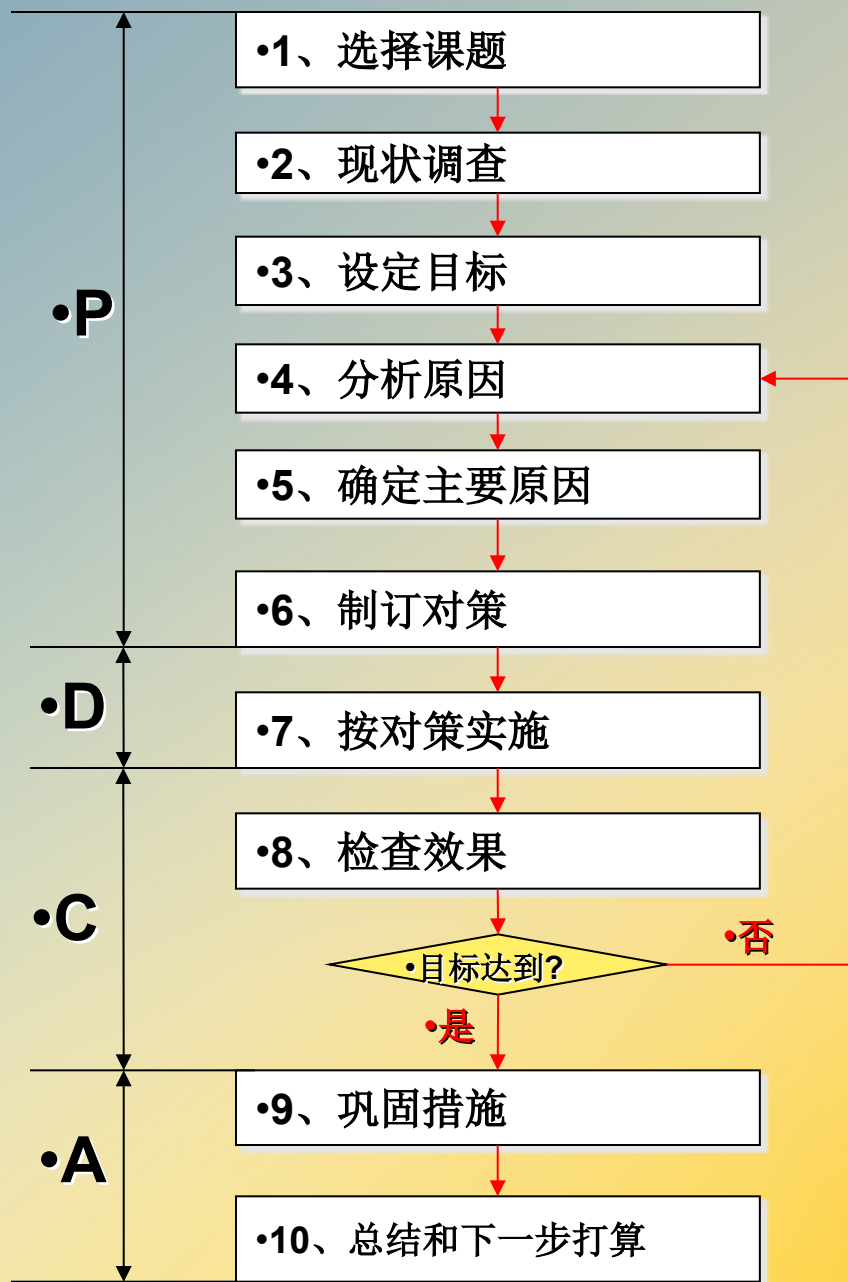 •1、选择课题
•2、现状调查
•3、设定目标
•P
•4、分析原因
•5、确定主要原因
•6、制订对策
•D
•7、按对策实施
•8、检查效果
•C
•否
•目标达到?
•是
•9、巩固措施
•A
•10、总结和下一步打算